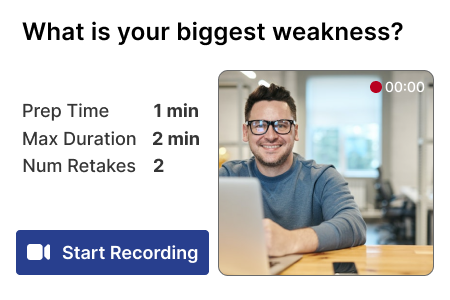 What is your biggest weakness?
00:00
Prep Time 1 min
Max Duration 2 min
Num Retakes 2
Start Recording